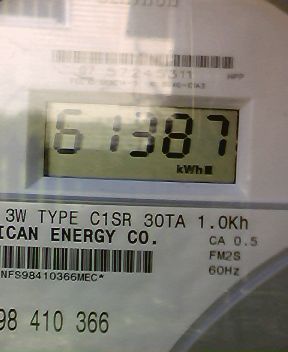 61387
kWh
3W TYPE C1SR 30TA 1.0Kh
ICAN ENERGY CO.
CA 0.5
FM2S
60Hz
NFS98410366MEC*
98 410 366